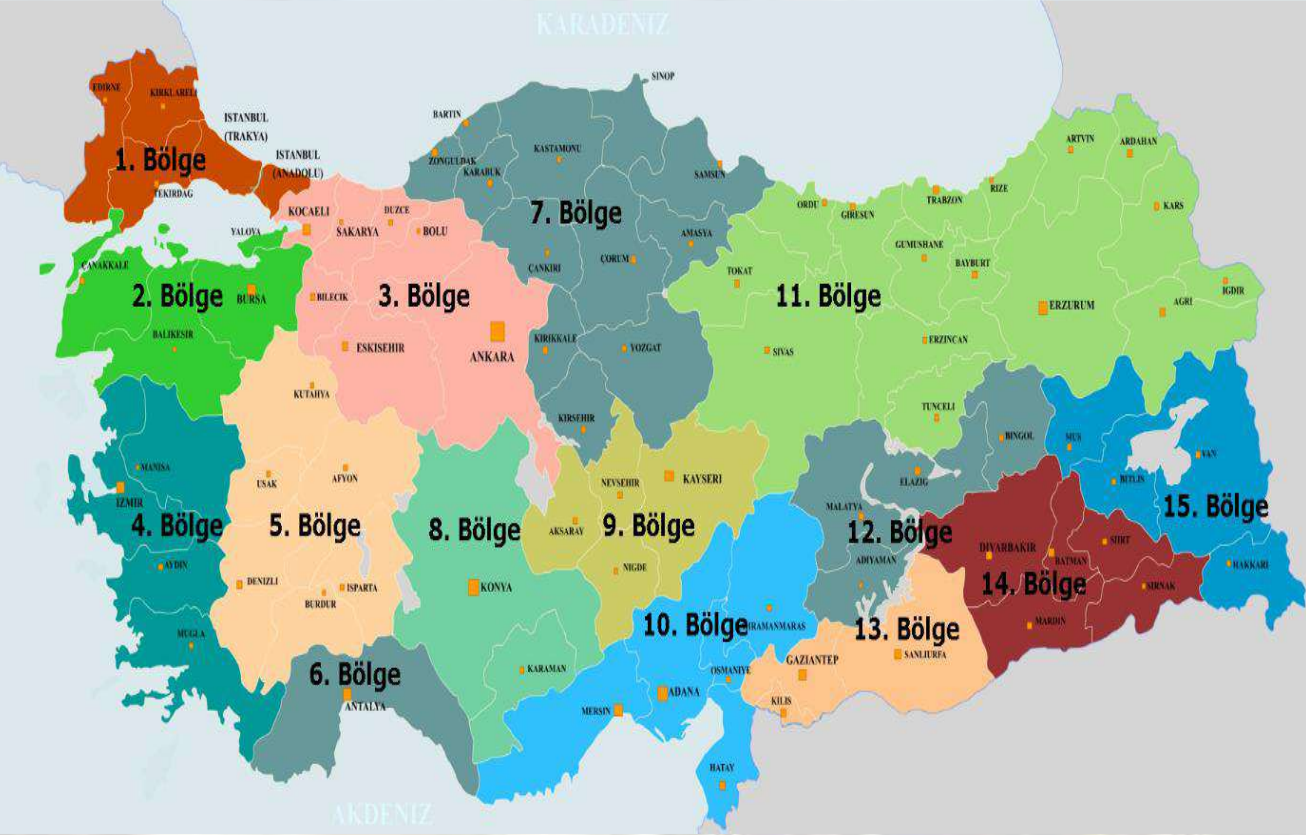 KARADENIZ
SINOP
EDIRNE
KIRKLARELI
ISTANBUL
(TRAKYA)
ISTANBUL
(ANADOLU)
1. Bölge
TEKIRDAG
BARTIN
ZONGULDAK
KARABUK
KASTAMONU
SAMSUN
7. Bölge
AMASYA
ÇANKIRI
ÇORUM
KIRIKKALE
YOZGAT
KIRSEHIR
KOCAELI
SAKARYA
DUZCE
BOLU
BILECIK
3. Bölge
ESKISEHIR
ANKARA
YALOVA
ÇANAKKALE
2. Bölge
BURSA
BALIKESIR
ARTVIN
ARDAHAN
ORDU
GIRESUN
TRABZON
RIZE
KARS
GUMUSHANE
BAYBURT
TOKAT
11. Bölge
ERZURUM
AGRI
IGDIR
SIVAS
ERZINCAN
TUNCELI
MANISA
IZMIR
4. Bölge
AYDIN
MUGLA
KUTAHYA
USAK
AFYON
5. Bölge
DENIZLI
ISPARTA
BURDUR
6. Bölge
ANTALYA
8. Bölge
KONYA
KARAMAN
NEVSEHIR
KAYSERI
AKSARAY
9. Bölge
NIGDE
10. Bölge
HRAMANMARAS
OSMANIYE
ADANA
MERSIN
HATAY
BINGOL
ELAZIG
MALATYA
12. Bölge
ADIYAMAN
13. Bölge
GAZIANTEP
SANLIURFA
KILIS
DIYARBAKIR
BATMAN
SIIRT
14. Bölge
SIRNAK
MARDIN
MUS
BITLIS
VAN
15. Bölge
HAKKARI
AKDENIZ